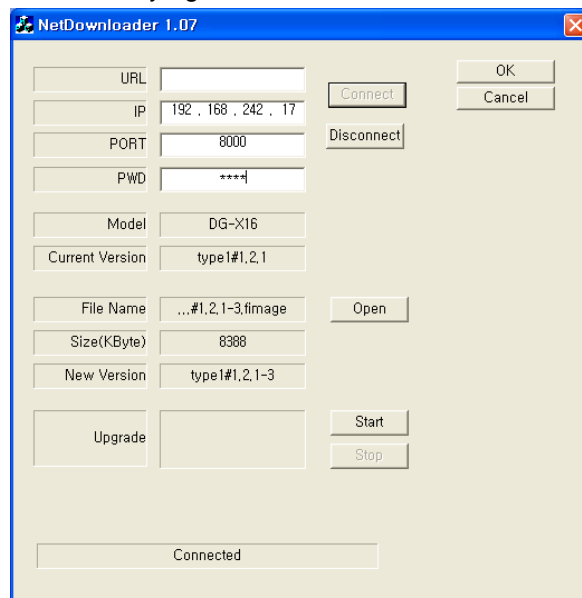 NetDownloader 1.07
URL
OK
Connect
Cancel
IP 192 . 168 . 242 . 17
Disconnect
PORT 8000
PWD ****
Model DG-X16
Current Version type1#1.2.1
File Name ...#1.2.1-3.fimage Open
Size(KByte) 8388
New Version type1#1.2.1-3
Upgrade
Start
Stop
Connected